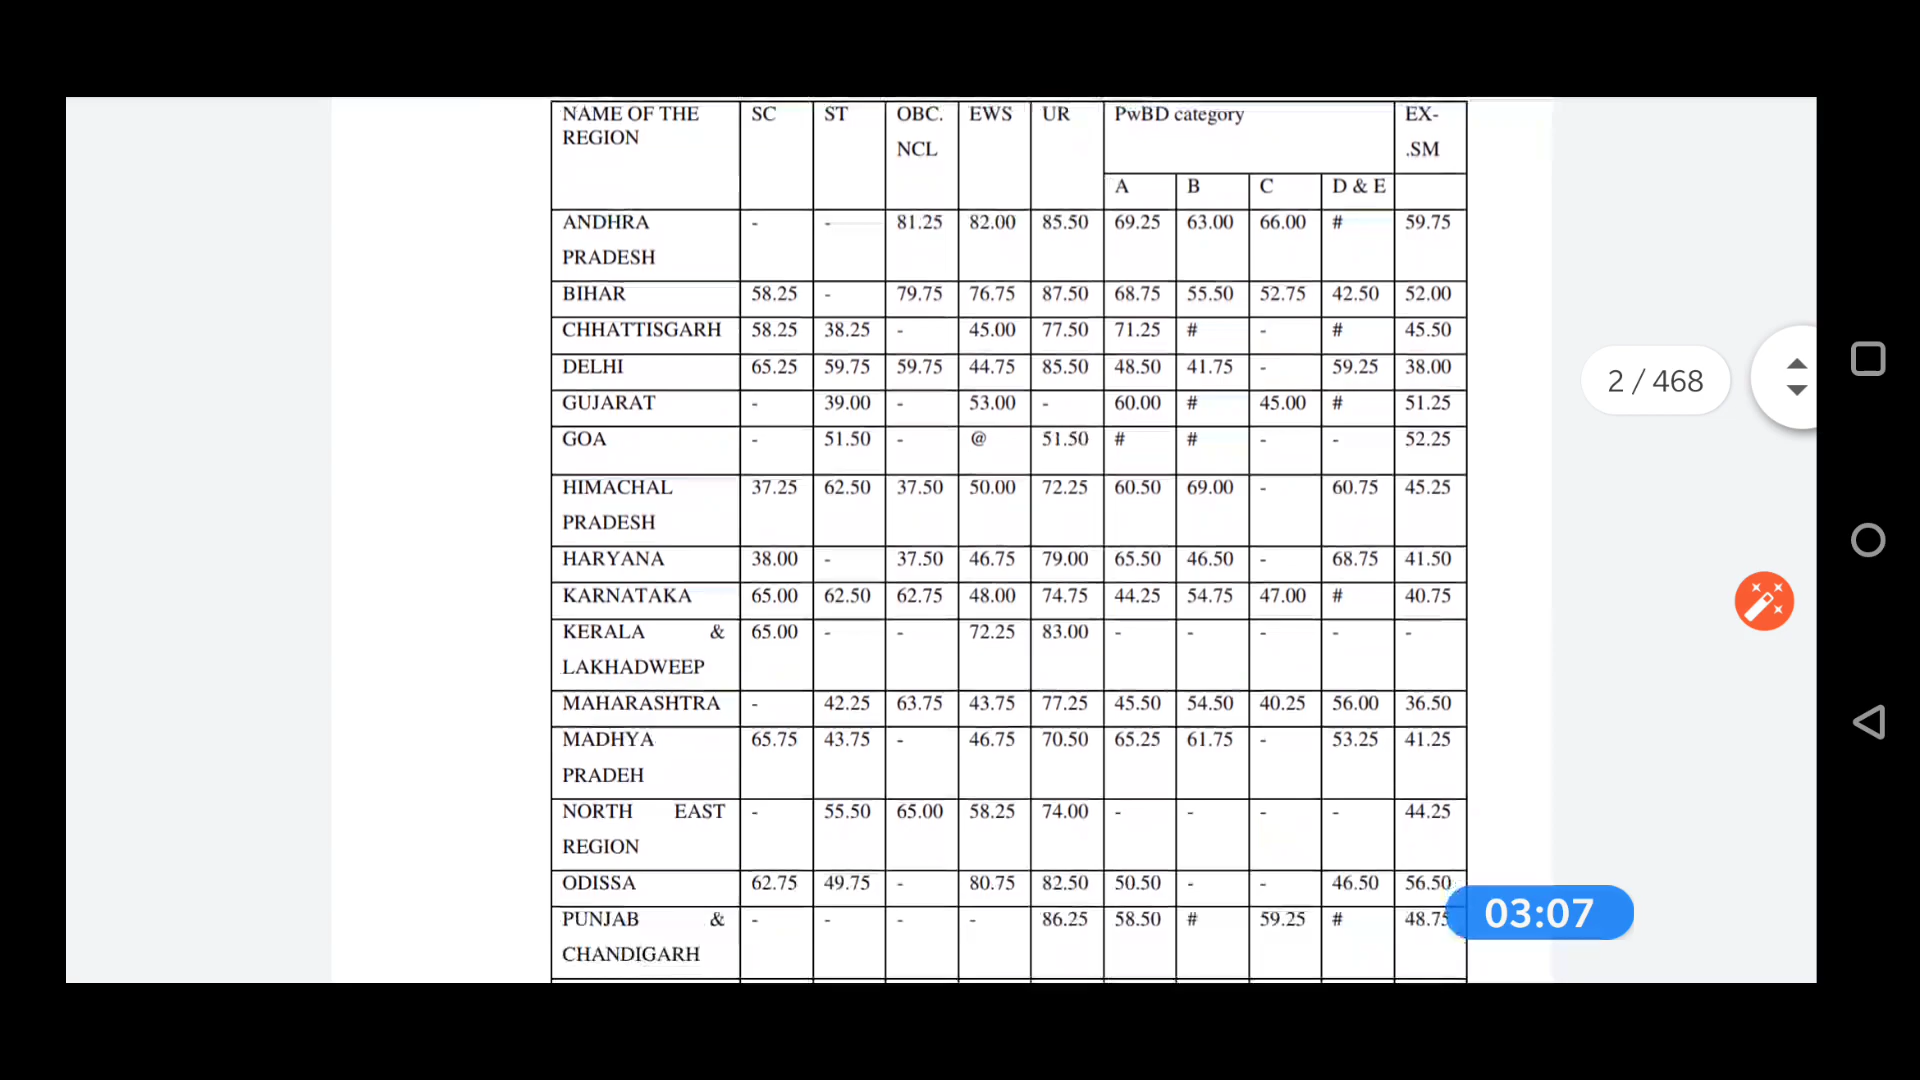 NAME OF THE REGION SC ST OBC. NCL EWS UR PwBD category EX- .SM
A B C D & E
ANDHRA PRADESH - - 81.25 82.00 85.50 69.25 63.00 66.00 # 59.75
BIHAR 58.25 - 79.75 76.75 87.50 68.75 55.50 52.75 42.50 52.00
CHHATTISGARH 58.25 38.25 - 45.00 77.50 71.25 # - # 45.50
DELHI 65.25 59.75 59.75 44.75 85.50 48.50 41.75 - 59.25 38.00
GUJARAT - 39.00 - 53.00 - 60.00 # 45.00 # 51.25
GOA - 51.50 - @ 51.50 # # - - 52.25
HIMACHAL PRADESH 37.25 62.50 37.50 50.00 72.25 60.50 69.00 - 60.75 45.25
HARYANA 38.00 - 37.50 46.75 79.00 65.50 46.50 - 68.75 41.50
KARNATAKA 65.00 62.50 62.75 48.00 74.75 44.25 54.75 47.00 # 40.75
KERALA & LAKHADWEEP 65.00 - - 72.25 83.00 - - - - -
MAHARASHTRA - 42.25 63.75 43.75 77.25 45.50 54.50 40.25 56.00 36.50
MADHYA PRADEH 65.75 43.75 - 46.75 70.50 65.25 61.75 - 53.25 41.25
NORTH EAST REGION - 55.50 65.00 58.25 74.00 - - - - 44.25
ODISSA 62.75 49.75 - 80.75 82.50 50.50 - - 46.50 56.50
PUNJAB & CHANDIGARH - - - - 86.25 58.50 # 59.25 # 48.75
2 / 468
03:07